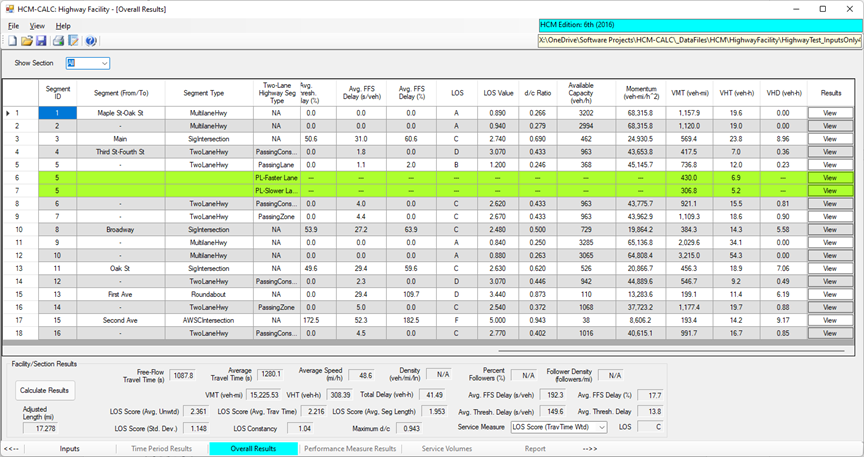 HCM-CALC: Highway Facility - [Overall Results]
File View Help
HCM Edition: 6th (2016)
X:\OneDrive\Software Projects\HCM-CALC\_DataFiles\HCM\HighwayFacility\HighwayTest_InputsOnly4
Show Section All
Segment ID Segment (From/To) Segment Type Two-Lane Highway Seg Type Avg. hresh. elay (%) Avg. FFS Delay (s/veh) Avg. FFS Delay (%) LOS LOS Value d/c Ratio Available Capacity (veh/h) Momentum (veh-mi/h^2) VMT (veh-mi) VHT (veh-h) VHD (veh-h) Results
1 1 Maple St-Oak St MultilaneHwy NA 0.0 0.0 0.0 A 0.890 0.266 3202 68,315.8 1,157.9 19.6 0.00 View
2 2 - MultilaneHwy NA 0.0 0.0 0.0 A 0.940 0.279 2994 68,315.8 1,120.0 19.0 0.00 View
3 3 Main SigIntersection NA 50.6 31.0 60.6 C 2.740 0.690 462 24,930.5 569.4 23.8 8.96 View
4 4 Third St-Fourth St TwoLaneHwy PassingCons... 0.0 1.8 0.0 D 3.070 0.433 963 43,653.8 417.5 7.0 0.36 View
5 5 - TwoLaneHwy PassingLane 0.0 1.1 2.0 B 1.200 0.246 368 45,145.7 736.8 12.0 0.23 View
6 5 PL-Faster Lane --- --- --- --- --- --- --- --- 430.0 6.9 --- View
7 5 PL-Slower La... --- --- --- --- --- --- --- --- 306.8 5.2 --- View
8 6 - TwoLaneHwy PassingCons... 0.0 4.0 0.0 C 2.620 0.433 963 43,775.7 921.1 15.5 0.81 View
9 7 - TwoLaneHwy PassingZone 0.0 4.4 0.0 C 2.670 0.433 963 43,962.9 1,109.3 18.6 0.90 View
10 8 Broadway SigIntersection NA 53.9 27.2 63.9 C 2.480 0.500 729 19,864.2 384.3 14.3 5.58 View
11 9 - MultilaneHwy NA 0.0 0.0 0.0 A 0.840 0.250 3285 65,136.8 2,029.6 34.1 0.00 View
12 10 - MultilaneHwy NA 0.0 0.0 0.0 A 0.880 0.263 3065 64,808.4 3,215.0 54.3 0.00 View
13 11 Oak St SigIntersection NA 49.6 29.4 59.6 C 2.630 0.620 526 20,866.7 456.3 18.9 7.06 View
14 12 - TwoLaneHwy PassingCons... 0.0 2.3 0.0 D 3.070 0.446 942 44,889.6 546.7 9.2 0.49 View
15 13 First Ave Roundabout NA 29.4 109.7 D 3.440 0.873 110 13,283.6 199.1 11.4 6.19 View
16 14 - TwoLaneHwy PassingZone 0.0 5.0 0.0 C 2.540 0.372 1068 37,723.2 1,177.4 19.7 0.88 View
17 15 Second Ave AWSCIntersection NA 172.5 52.3 182.5 F 5.000 0.943 38 8,606.2 193.4 14.2 9.17 View
18 16 - TwoLaneHwy PassingCons... 0.0 4.5 0.0 C 2.770 0.402 1016 40,615.1 991.7 16.7 0.85 View
Facility/Section Results
Calculate Results
Adjusted Length (mi) 17.278
Free-Flow Travel Time (s) 1087.8 Average Travel Time (s) 1280.1 Average Speed (mi/h) 48.6 Density (veh/mi/ln) N/A Percent Followers (%) N/A Follower Density (followers/mi) N/A
VMT (veh-mi) 15,225.53 VHT (veh-h) 308.39 Total Delay (veh-h) 41.49 Avg. FFS Delay (s/veh) 192.3 Avg. FFS Delay (%) 17.7
LOS Score (Avg, Unwtd) 2.361 LOS Score (Avg, Trav Time) 2.216 LOS Score (Avg, Seg Length) 1.953 Avg. Thresh. Delay (s/veh) 149.6 Avg. Thresh. Delay 13.8
LOS Score (Std. Dev.) 1.148 LOS Constancy 1.04 Maximum d/c 0.943 Service Measure LOS Score (TravTime Wtd) LOS C
<<-- Inputs Time Period Results Overall Results Performance Measure Results Service Volumes Report -->>